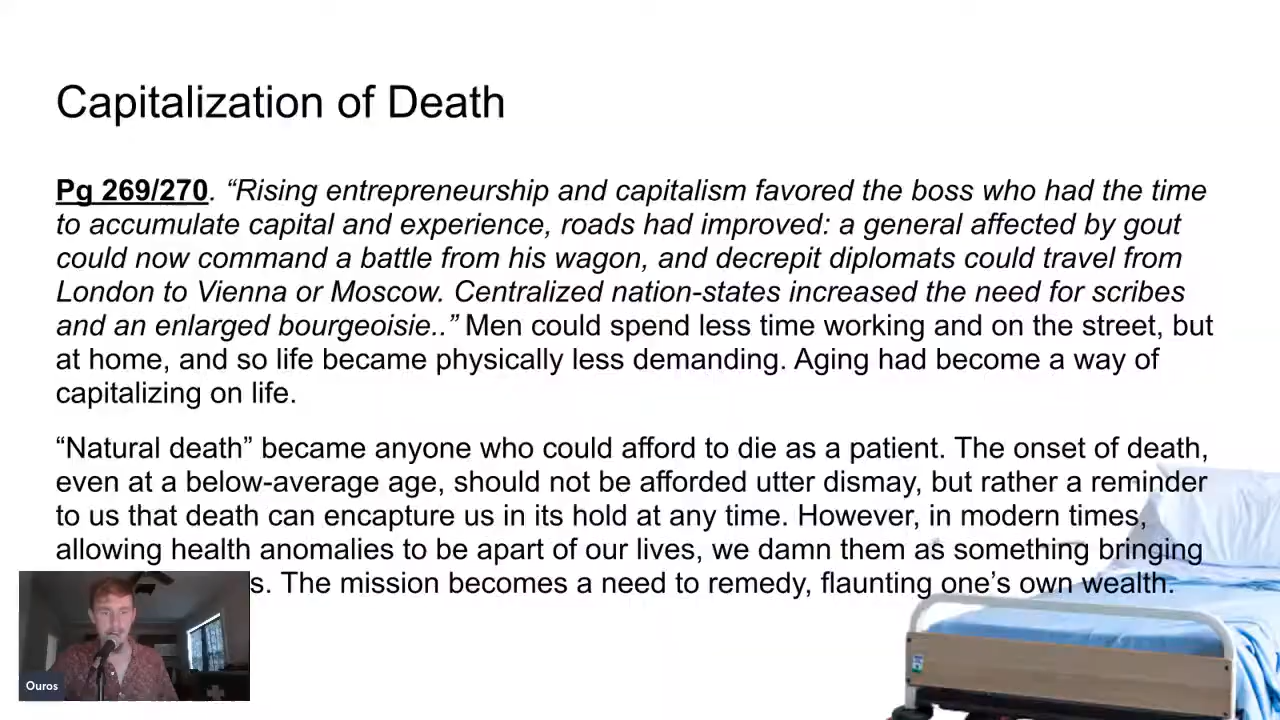 Capitalization of Death
Pg 269/270. “Rising entrepreneurship and capitalism favored the boss who had the time
to accumulate capital and experience, roads had improved: a general affected by gout
could now command a battle from his wagon, and decrepit diplomats could travel from
London to Vienna or Moscow. Centralized nation-states increased the need for scribes
and an enlarged bourgeoisie..” Men could spend less time working and on the street, but
at home, and so life became physically less demanding. Aging had become a way of
capitalizing on life.
“Natural death” became anyone who could afford to die as a patient. The onset of death,
even at a below-average age, should not be afforded utter dismay, but rather a reminder
to us that death can encapture us in its hold at any time. However, in modern times,
allowing health anomalies to be apart of our lives, we damn them as something bringing
s. The mission becomes a need to remedy, flaunting one’s own wealth.
Ouros